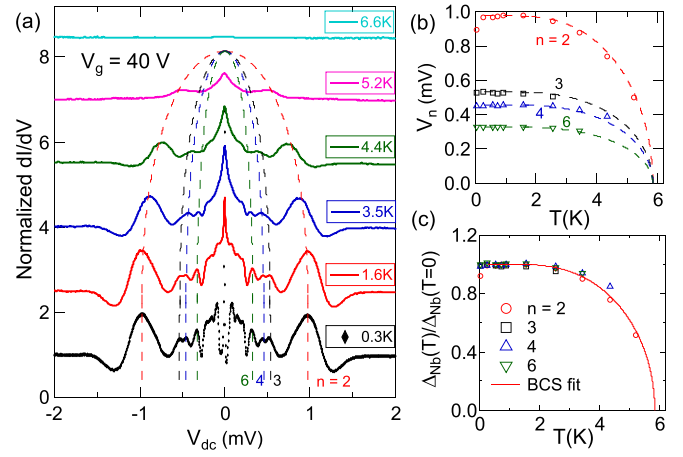 (a)
V_g = 40 V
6.6K
5.2K
4.4K
3.5K
1.6K
0.3K
6 4 3 n = 2
Normalized dI/dV
0 2 4 6 8
-2 -1 0 1 2
V_dc (mV)
(b)
V_n (mV)
0.0 0.2 0.4 0.6 0.8 1.0
n = 2
3
4
6
0 2 4 6
T(K)
(c)
Δ_Nb(T)/Δ_Nb(T=0)
0.0 0.4 0.8 1.2
n = 2
3
4
6
BCS fit
0 2 4 6
T(K)